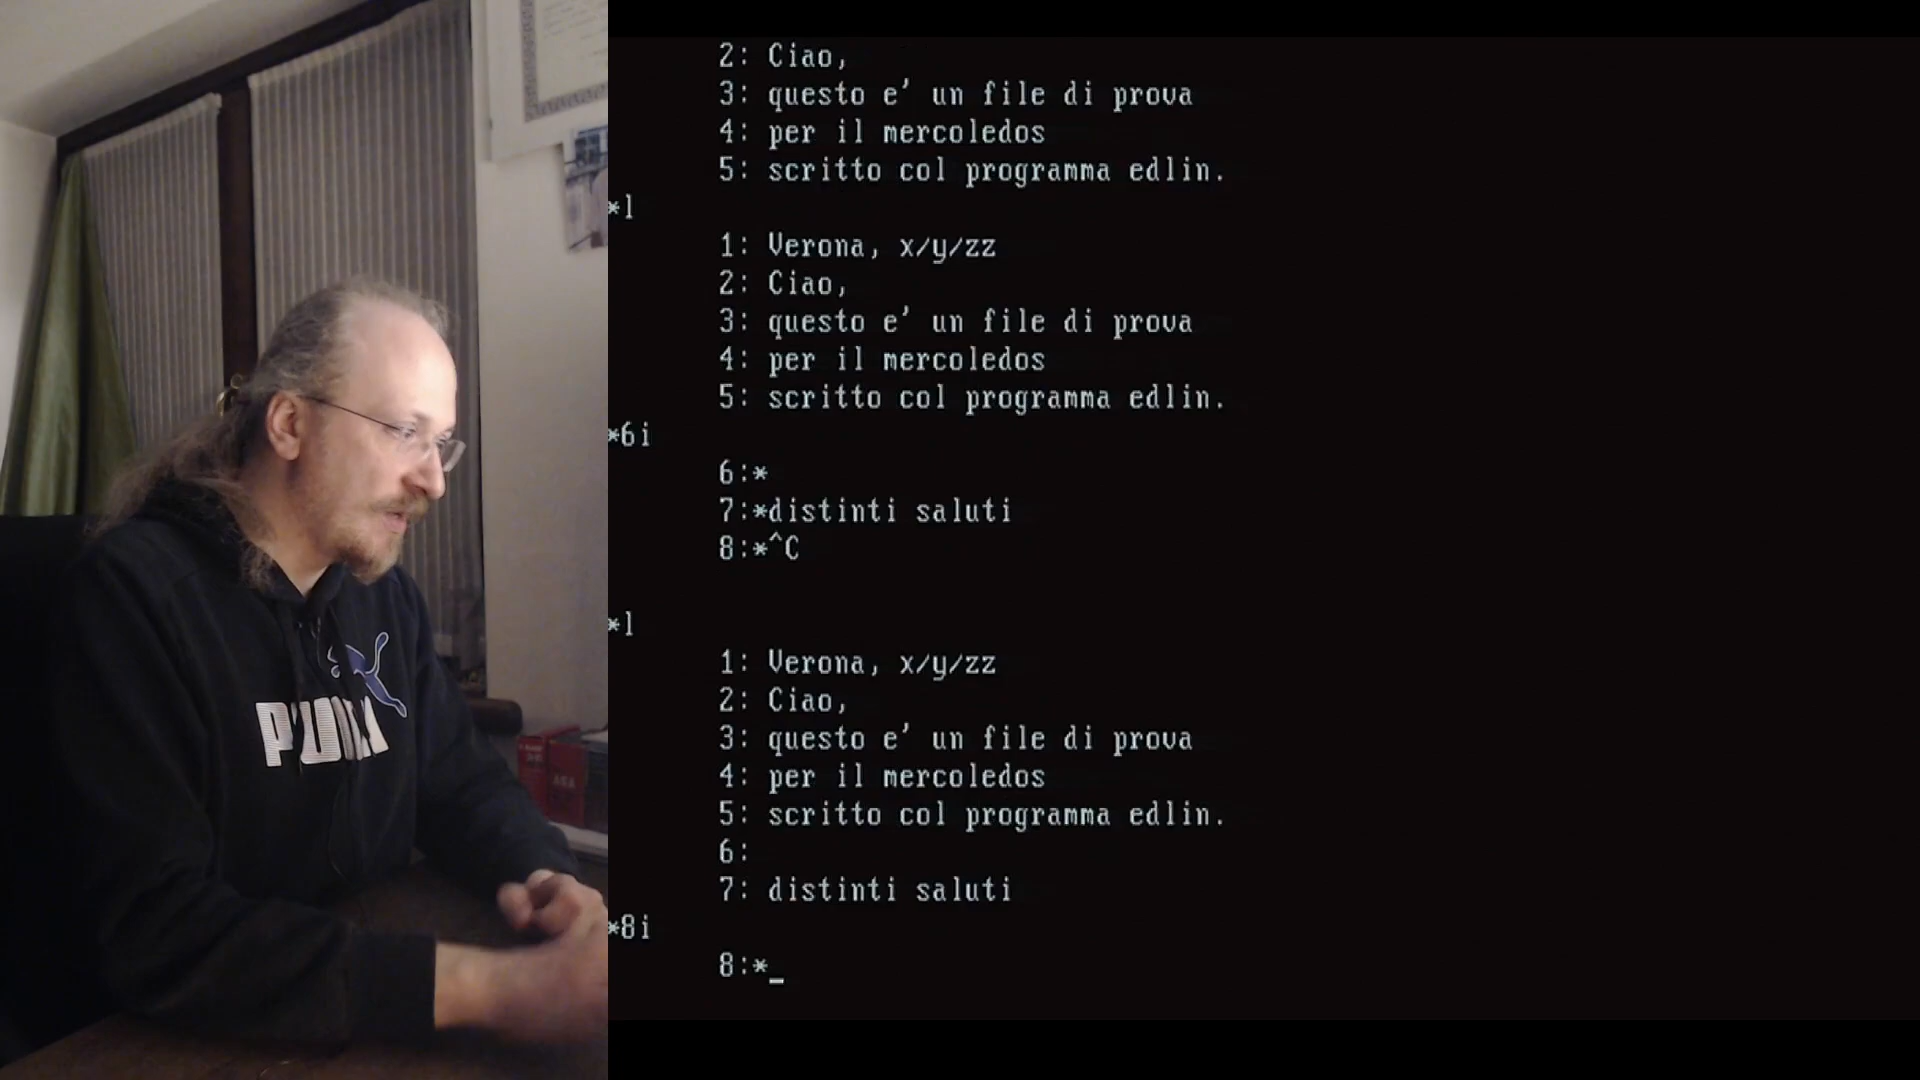 2: Ciao,
3: questo e' un file di prova
4: per il mercoledos
5: scritto col programma edlin.
*l
1: Verona, x/y/zz
2: Ciao,
3: questo e' un file di prova
4: per il mercoledos
5: scritto col programma edlin.
*6i
6:*
7:*distinti saluti
8:*^C
*l
1: Verona, x/y/zz
2: Ciao,
3: questo e' un file di prova
4: per il mercoledos
5: scritto col programma edlin.
6:
7: distinti saluti
*8i
8:*_
PUMA